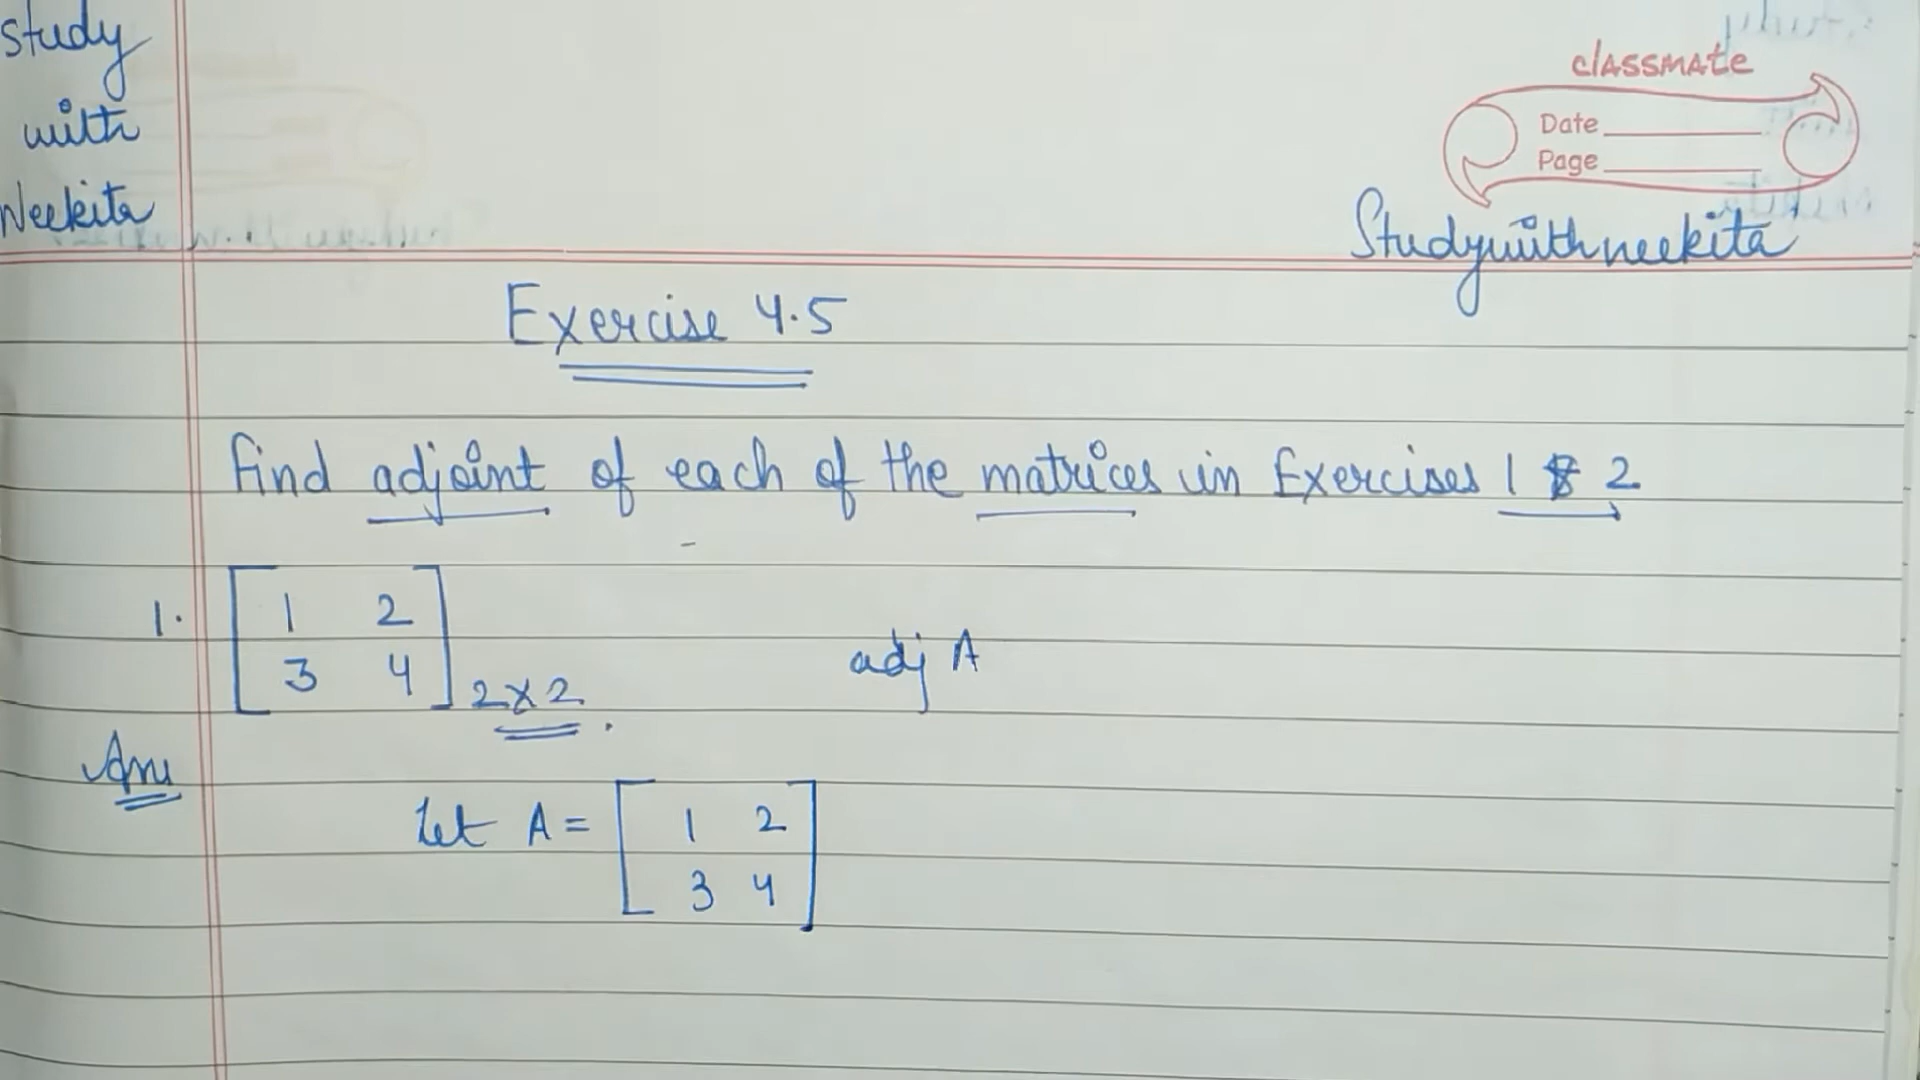 study
with
Neekita
classmate
Date
Page
Studywithneekita
Exercise 4.5
find adjoint of each of the matrices in Exercises 1 & 2
1. [ 1 2
3 4 ] 2x2 .
adj A
Ans
Let A = [ 1 2
3 4 ]